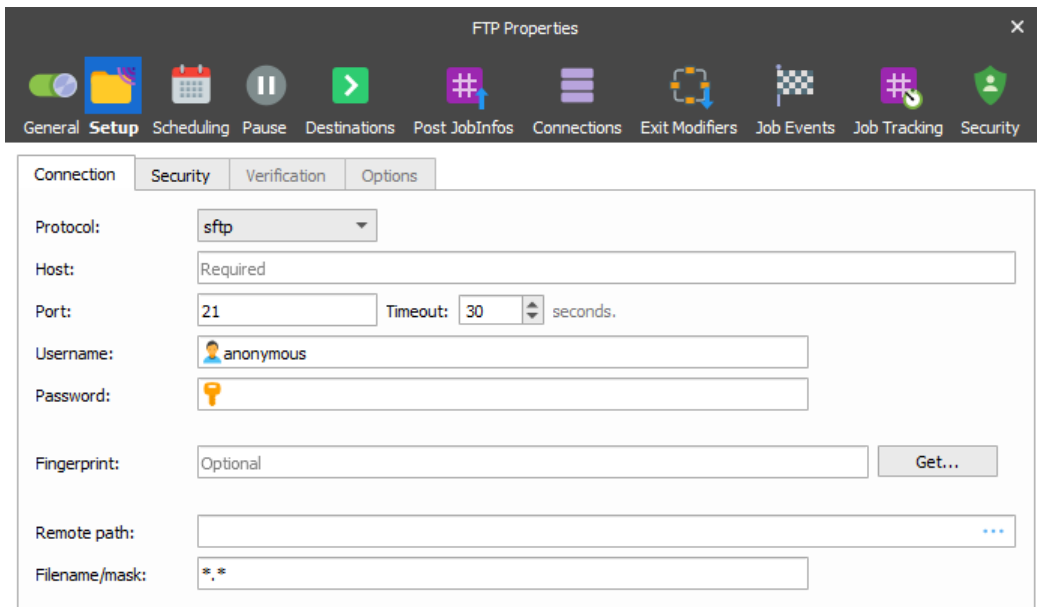 FTP Properties
General Setup Scheduling Pause Destinations Post JobInfos Connections Exit Modifiers Job Events Job Tracking Security
Connection Security Verification Options
Protocol: sftp
Host: Required
Port: 21 Timeout: 30 seconds.
Username: anonymous
Password:
Fingerprint: Optional Get...
Remote path: ...
Filename/mask: *.*